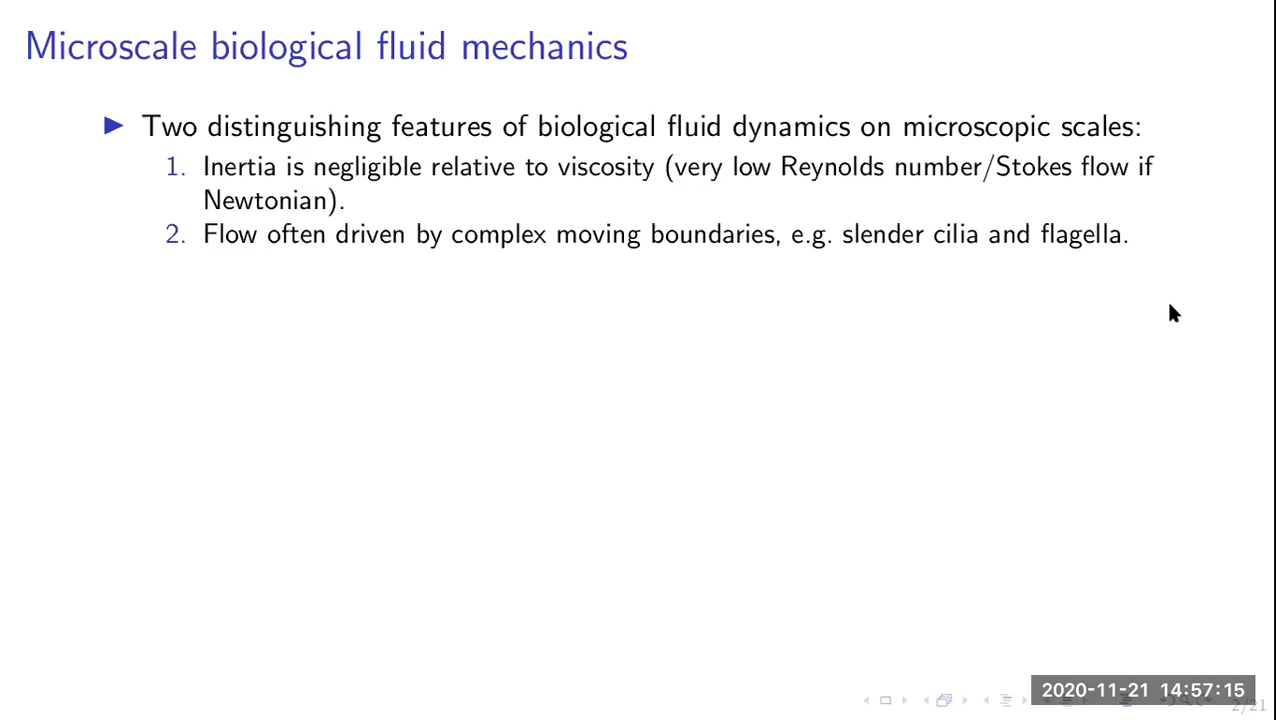 Microscale biological fluid mechanics
▶ Two distinguishing features of biological fluid dynamics on microscopic scales:
1. Inertia is negligible relative to viscosity (very low Reynolds number/Stokes flow if
Newtonian).
2. Flow often driven by complex moving boundaries, e.g. slender cilia and flagella.
2020-11-21 14:57:15
2/21